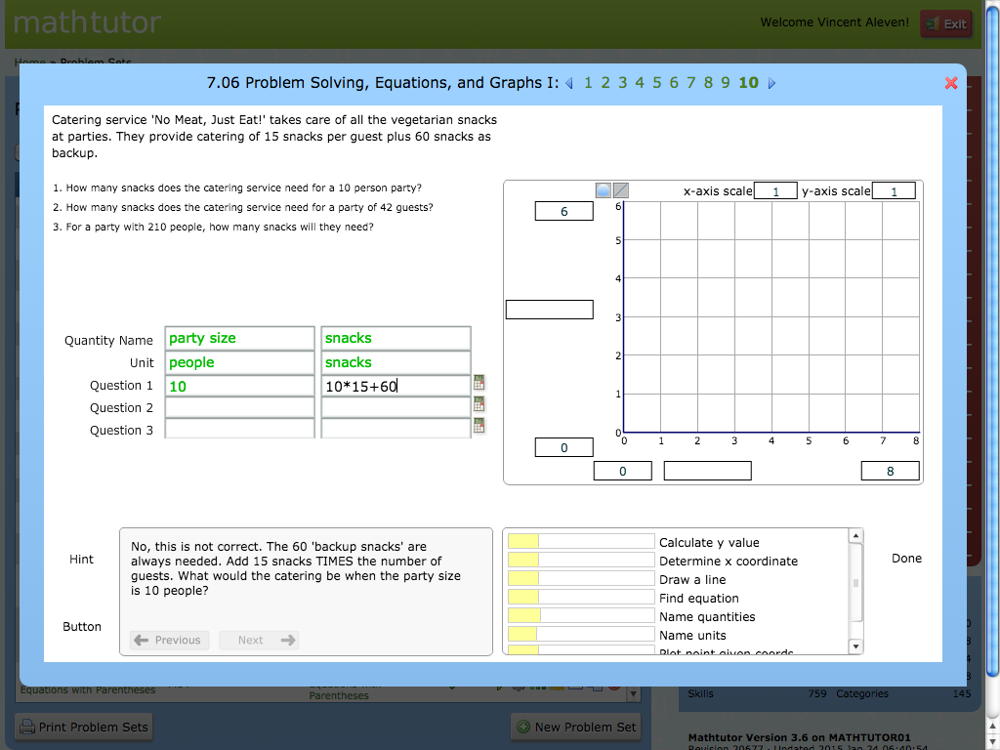 mathtutor
Welcome Vincent Aleven!
Exit
Home » Problem Sets
7.06 Problem Solving, Equations, and Graphs I: 1 2 3 4 5 6 7 8 9 10
Catering service 'No Meat, Just Eat!' takes care of all the vegetarian snacks
at parties. They provide catering of 15 snacks per guest plus 60 snacks as
backup.
1. How many snacks does the catering service need for a 10 person party?
2. How many snacks does the catering service need for a party of 42 guests?
3. For a party with 210 people, how many snacks will they need?
x-axis scale 1 y-axis scale 1
6
6
5
4
3
2
1
0
0 1 2 3 4 5 6 7 8
0
0 8
Quantity Name party size snacks
Unit people snacks
Question 1 10 10*15+60
Question 2
Question 3
Hint
Button
No, this is not correct. The 60 'backup snacks' are
always needed. Add 15 snacks TIMES the number of
guests. What would the catering be when the party size
is 10 people?
Previous Next
Calculate y value
Determine x coordinate
Draw a line
Find equation
Name quantities
Name units
Plot point given coords
Done
Equations with Parentheses
Parentheses
Skills 759 Categories 145
Print Problem Sets
New Problem Set
Mathtutor Version 3.6 on MATHTUTOR01
Revision 20677 - Updated 2015 Jan 24 06:40:54